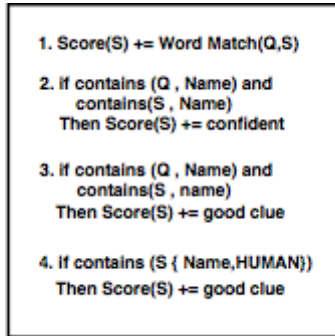 1. Score(S) += Word Match(Q,S)
2. if contains (Q , Name) and
contains(S , Name)
Then Score(S) += confident
3. if contains (Q , Name) and
contains(S , name)
Then Score(S) += good clue
4. if contains (S { Name,HUMAN})
Then Score(S) += good clue